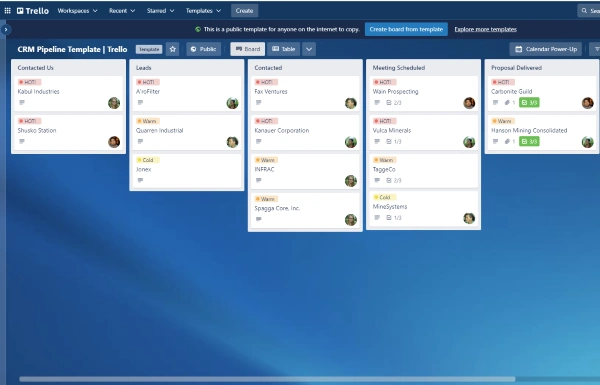 Trello
Workspaces
Recent
Starred
Templates
Create
Sea
This is a public template for anyone on the internet to copy.
Create board from template
Explore more templates
CRM Pipeline Template | Trello
Template
Public
Board
Table
Calendar Power-Up
Contacted Us
HOT!
Kabul Industries
HOT!
Shusko Station
Leads
HOT!
A'roFilter
Warm
Quarren Industrial
Cold
Jonex
Contacted
HOT!
Fax Ventures
HOT!
Kanauer Corporation
Warm
INFRAC
Warm
Spagga Core, Inc.
Meeting Scheduled
HOT!
Wain Prospecting
2/3
HOT!
Vulca Minerals
1/3
Warm
TaggeCo
2/3
Cold
MineSystems
1/3
Proposal Delivered
HOT!
Carbonite Guild
1 3/3
Warm
Hanson Mining Consolidated
1 3/3